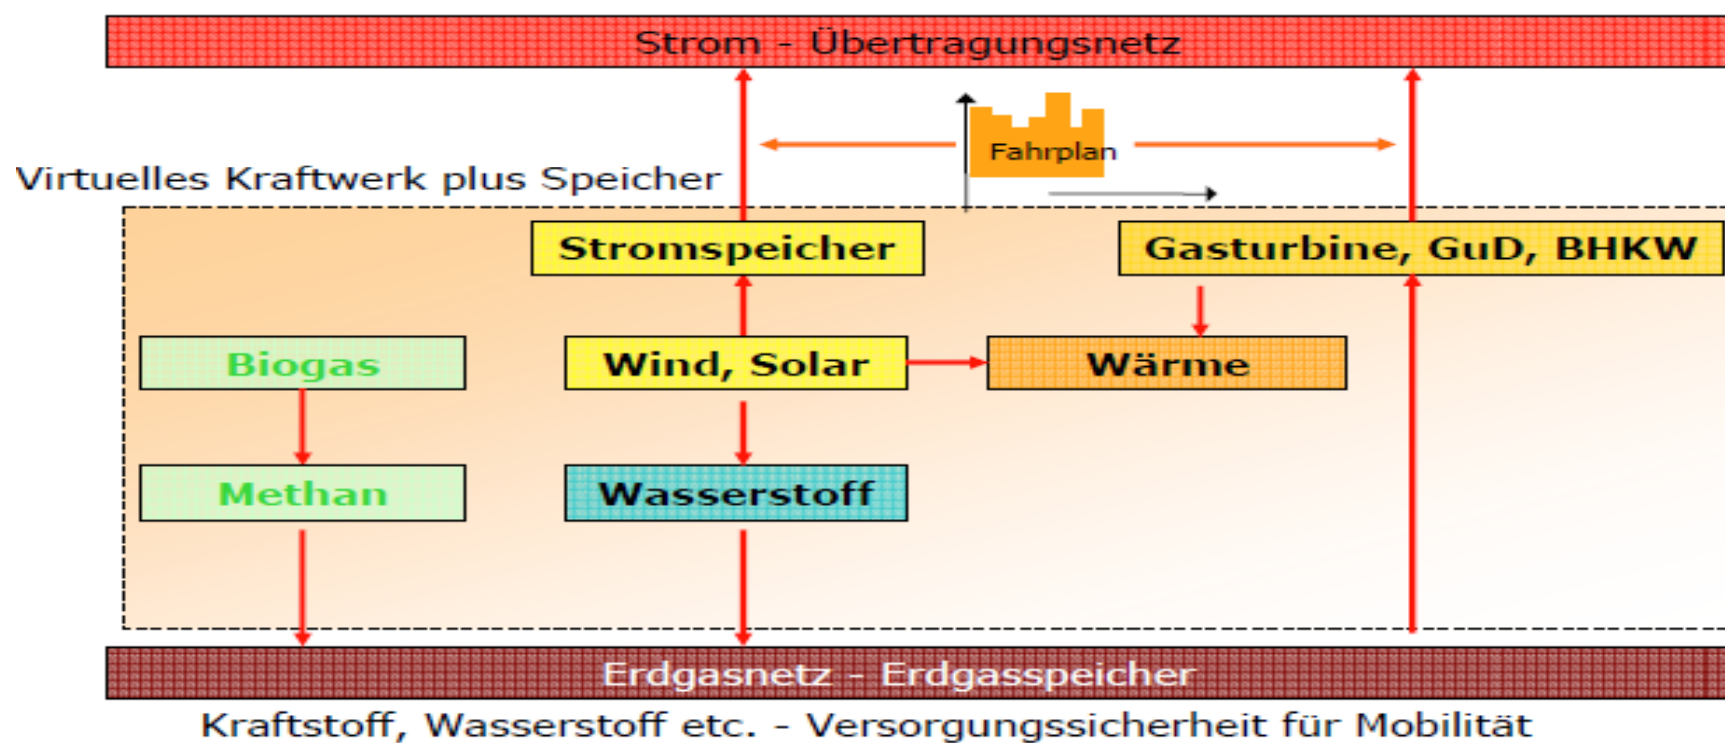 Strom - Übertragungsnetz
Fahrplan
Virtuelles Kraftwerk plus Speicher
Stromspeicher
Gasturbine, GuD, BHKW
Biogas
Wind, Solar
Wärme
Methan
Wasserstoff
Erdgasnetz - Erdgasspeicher
Kraftstoff, Wasserstoff etc. - Versorgungssicherheit für Mobilität